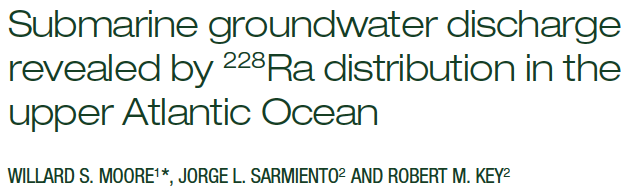 Submarine groundwater discharge
revealed by ²²⁸Ra distribution in the
upper Atlantic Ocean
WILLARD S. MOORE¹*, JORGE L. SARMIENTO² AND ROBERT M. KEY²